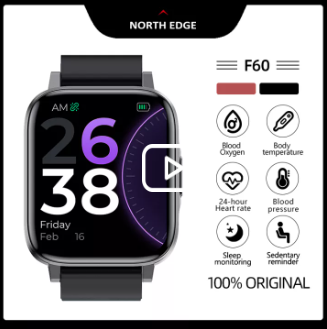 NORTH EDGE
AM
26
38
Friday
Feb 16
F60
Blood
Oxygen
Body
temperature
24-hour
Heart rate
Blood
pressure
Sleep
monitoring
Sedentary
reminder
100% ORIGINAL